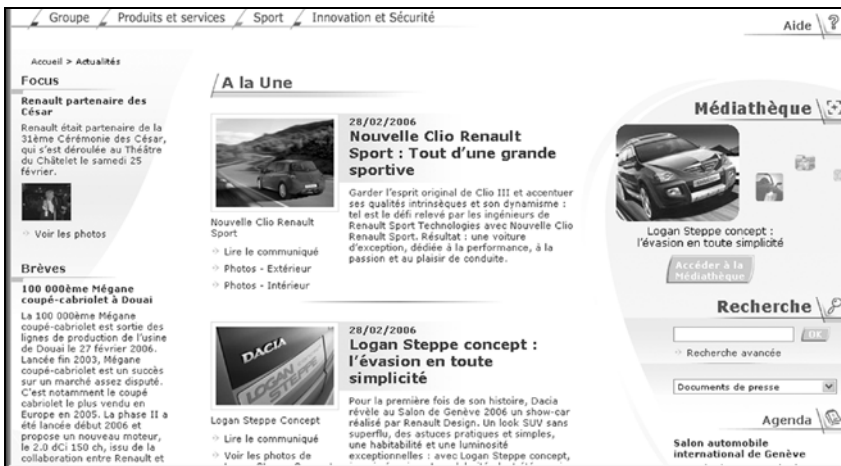 Groupe Produits et services Sport Innovation et Sécurité
Aide
Accueil > Actualités
Focus
Renault partenaire des
César
Renault était partenaire de la
31ème Cérémonie des César,
qui s'est déroulée au Théâtre
du Châtelet le samedi 25
février.
Voir les photos
Brèves
100 000ème Mégane
coupé-cabriolet à Douai
La 100 000ème Mégane
coupé-cabriolet est sortie des
lignes de production de l'usine
de Douai le 27 février 2006.
Lancée fin 2003, Mégane
coupé-cabriolet est un succès
sur un marché assez disputé.
C'est notamment le coupé
cabriolet le plus vendu en
Europe en 2005. La phase II a
été lancée début 2006 et
propose un nouveau moteur,
le 2.0 dCi 150 ch, issu de la
collaboration entre Renault et
A la Une
28/02/2006
Nouvelle Clio Renault
Sport : Tout d'une grande
sportive
Garder l'esprit original de Clio III et accentuer
ses qualités intrinsèques et son dynamisme :
tel est le défi relevé par les ingénieurs de
Renault Sport Technologies avec Nouvelle Clio
Renault Sport. Résultat : une voiture
d'exception, dédiée à la performance, à la
passion et au plaisir de conduite.
Nouvelle Clio Renault
Sport
Lire le communiqué
Photos - Extérieur
Photos - Intérieur
DACIA
LOGAN
STEPPE
28/02/2006
Logan Steppe concept :
l'évasion en toute
simplicité
Pour la première fois de son histoire, Dacia
révèle au Salon de Genève 2006 un show-car
réalisé par Renault Design. Un look SUV sans
superflu, des astuces pratiques et simples,
une habitabilité et une luminosité
exceptionnelles : avec Logan Steppe concept,
Logan Steppe Concept
Lire le communiqué
Voir les photos de
Médiathèque
Logan Steppe concept :
l'évasion en toute simplicité
Accéder à la
Médiathèque
Recherche
OK
Recherche avancée
Documents de presse
Agenda
Salon automobile
international de Genève